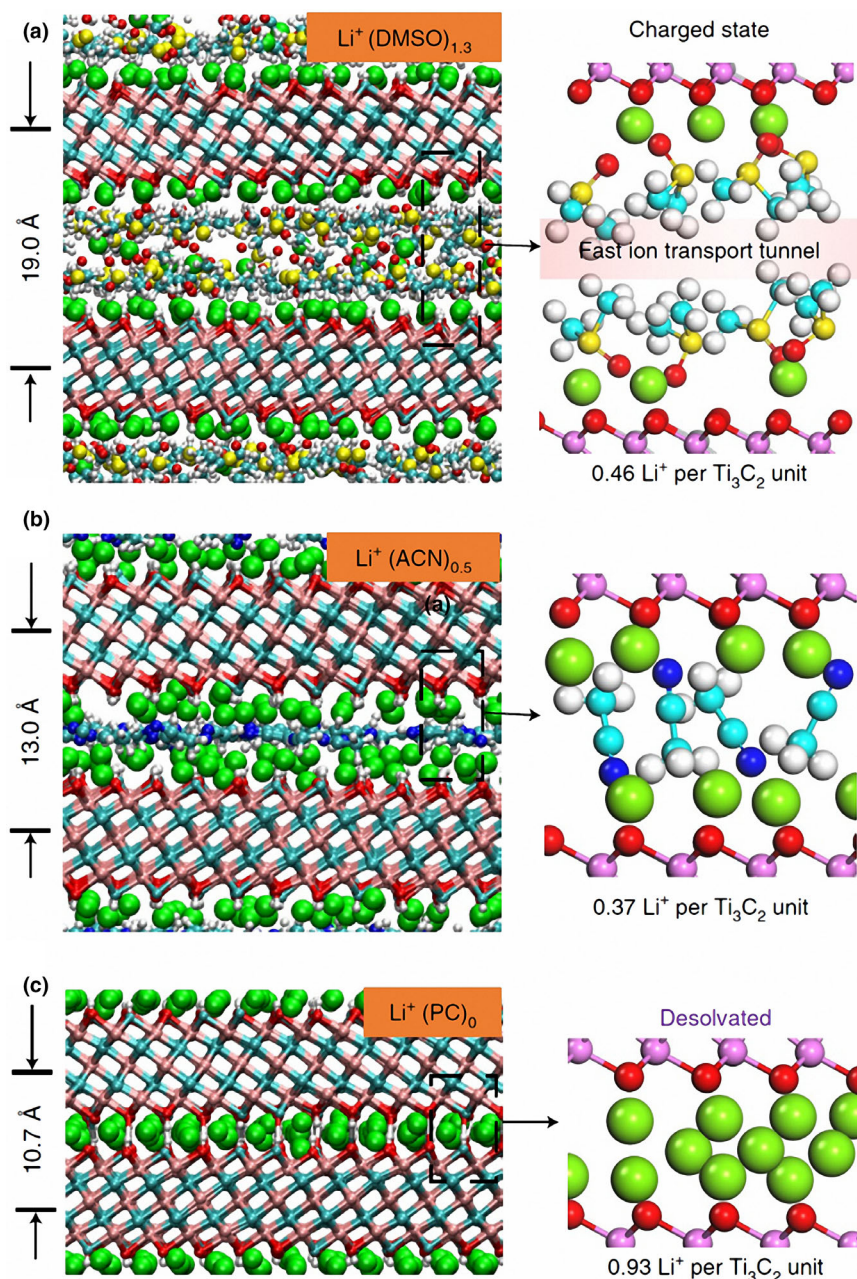 (a)
Li⁺ (DMSO)₁.₃
Charged state
19.0 Å
Fast ion transport tunnel
0.46 Li⁺ per Ti₃C₂ unit
(b)
Li⁺ (ACN)₀.₅
(a)
13.0 Å
0.37 Li⁺ per Ti₃C₂ unit
(c)
Li⁺ (PC)₀
Desolvated
10.7 Å
0.93 Li⁺ per Ti₃C₂ unit